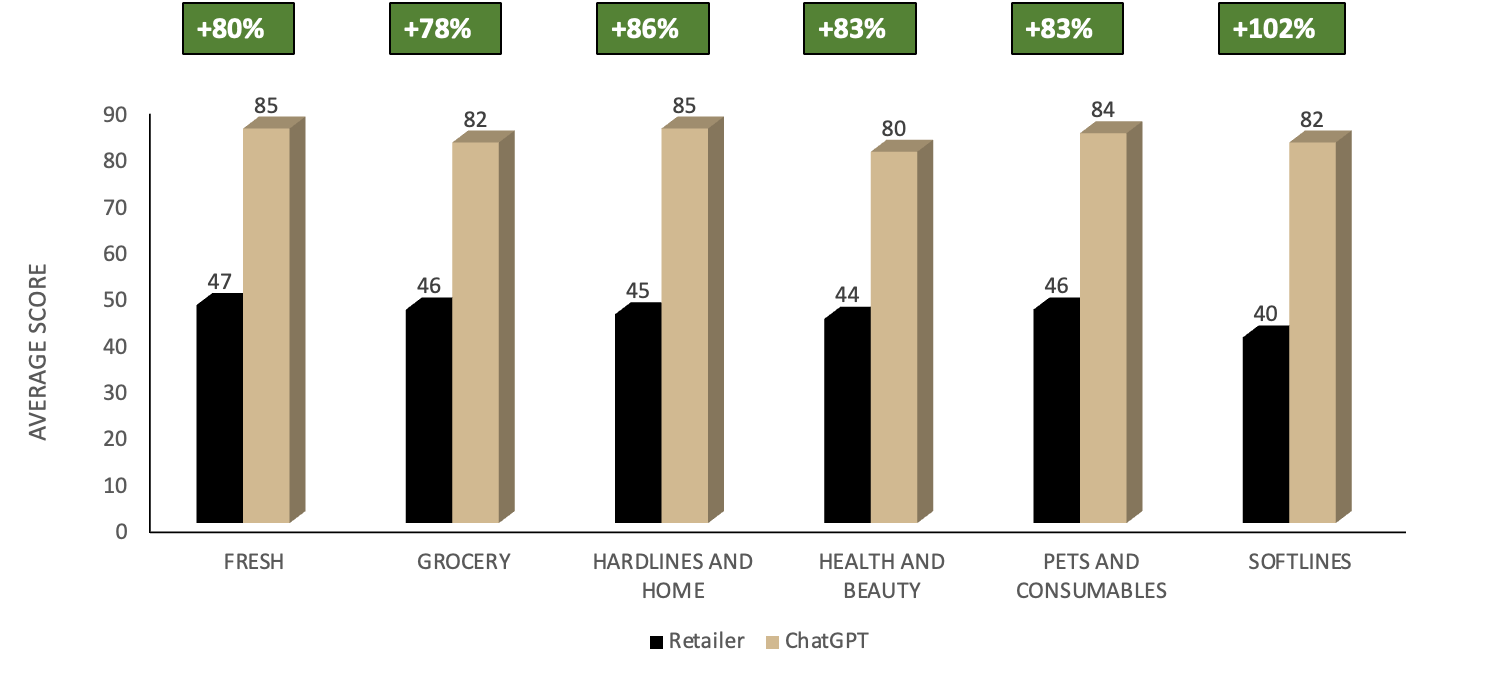 +80% +78% +86% +83% +83% +102%
90
80
70
60
50
40
30
20
10
0
AVERAGE SCORE
85 82 85 80 84 82
47 46 45 44 46 40
FRESH GROCERY HARDLINES AND HEALTH AND PETS AND SOFTLINES
HOME BEAUTY CONSUMABLES
Retailer ChatGPT